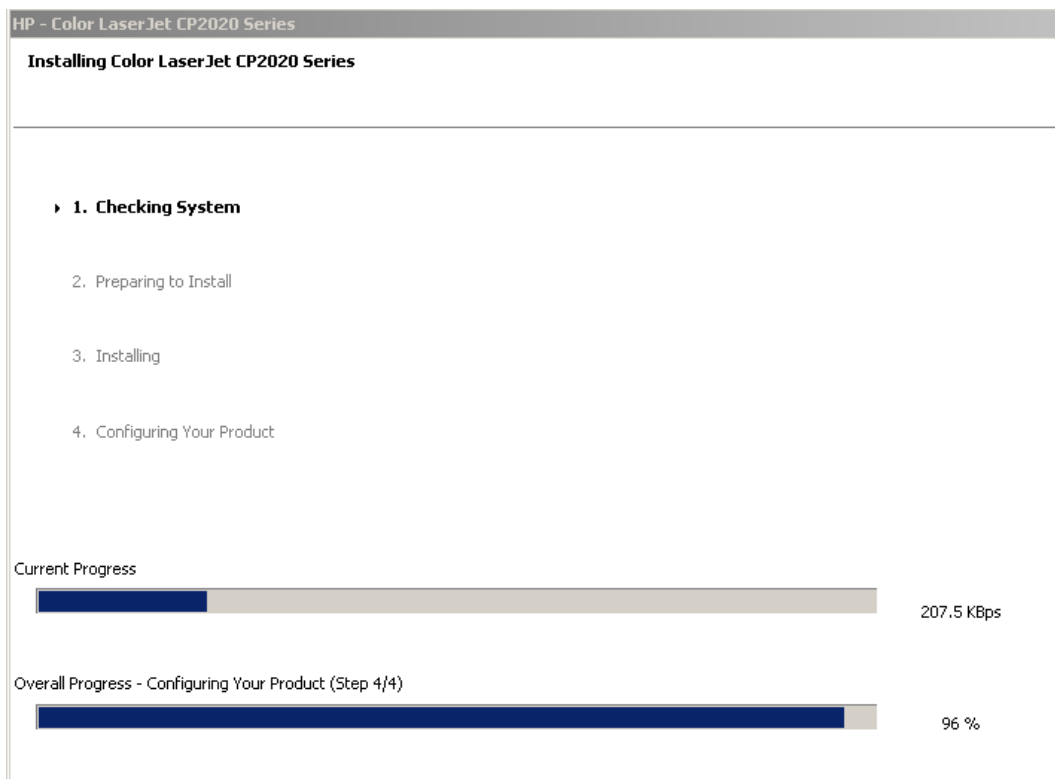 HP - Color LaserJet CP2020 Series
Installing Color LaserJet CP2020 Series
1. Checking System
2. Preparing to Install
3. Installing
4. Configuring Your Product
Current Progress
207.5 KBps
Overall Progress - Configuring Your Product (Step 4/4)
96 %